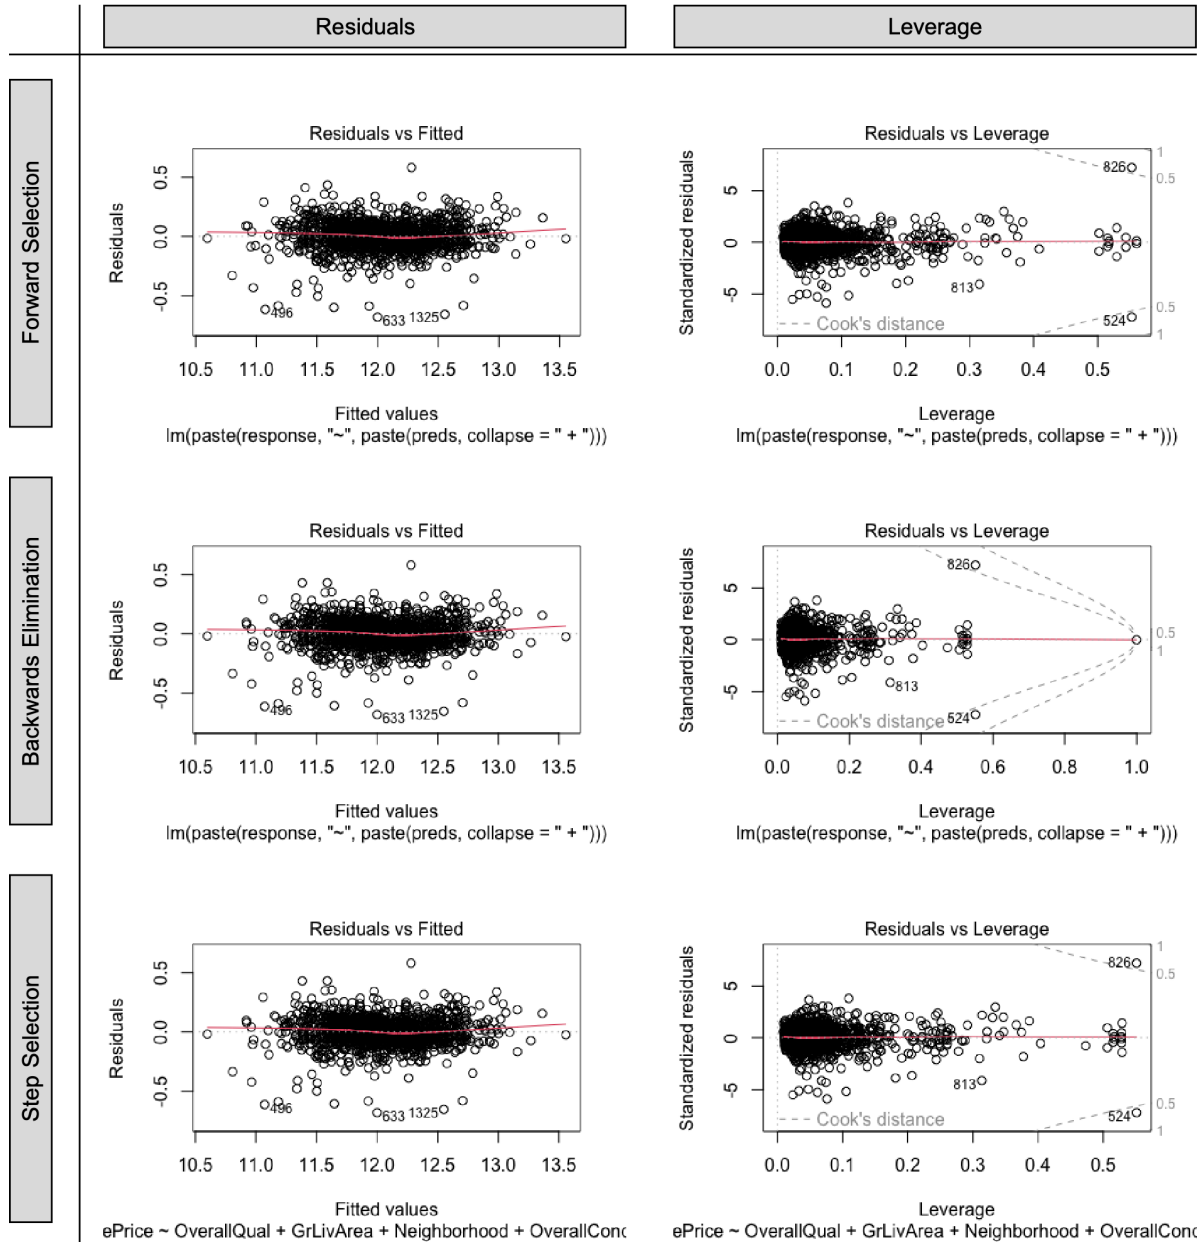 Residuals
Leverage
Forward Selection
Residuals vs Fitted
Residuals
0.5
0.0
-0.5
496
633
1325
10.5 11.0 11.5 12.0 12.5 13.0 13.5
Fitted values
lm(paste(response, "~", paste(preds, collapse = " + ")))
Residuals vs Leverage
Standardized residuals
5
0
-5
826
813
524
1
0.5
0.5
1
Cook's distance
0.0 0.1 0.2 0.3 0.4 0.5
Leverage
lm(paste(response, "~", paste(preds, collapse = " + ")))
Backwards Elimination
Residuals vs Fitted
Residuals
0.5
0.0
-0.5
496
633
1325
10.5 11.0 11.5 12.0 12.5 13.0 13.5
Fitted values
lm(paste(response, "~", paste(preds, collapse = " + ")))
Residuals vs Leverage
Standardized residuals
5
0
-5
826
813
524
0.5
1
Cook's distance
0.0 0.2 0.4 0.6 0.8 1.0
Leverage
lm(paste(response, "~", paste(preds, collapse = " + ")))
Step Selection
Residuals vs Fitted
Residuals
0.5
0.0
-0.5
496
633
1325
10.5 11.0 11.5 12.0 12.5 13.0 13.5
Fitted values
ePrice ~ OverallQual + GrLivArea + Neighborhood + OverallCond
Residuals vs Leverage
Standardized residuals
5
0
-5
826
813
524
1
0.5
0.5
1
Cook's distance
0.0 0.1 0.2 0.3 0.4 0.5
Leverage
ePrice ~ OverallQual + GrLivArea + Neighborhood + OverallCond